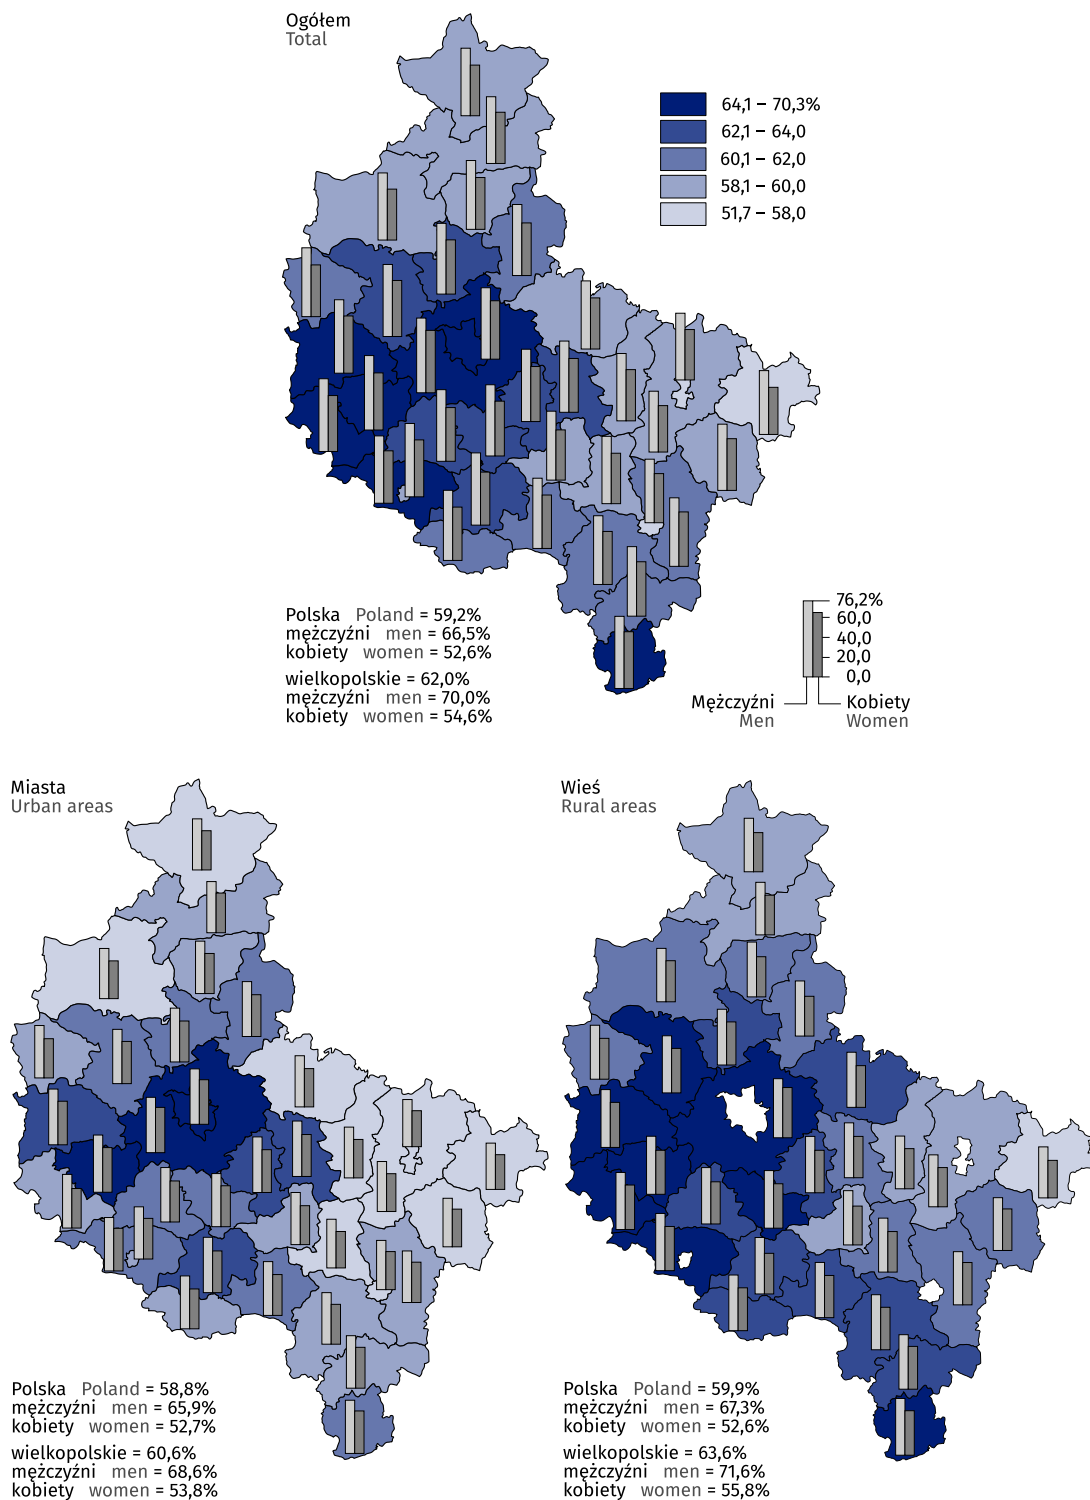 Ogółem
Total
64,1 – 70,3%
62,1 – 64,0
60,1 – 62,0
58,1 – 60,0
51,7 – 58,0
Polska Poland = 59,2%
mężczyźni men = 66,5%
kobiety women = 52,6%
wielkopolskie = 62,0%
mężczyźni men = 70,0%
kobiety women = 54,6%
76,2%
60,0
40,0
20,0
0,0
Mężczyźni Kobiety
Men Women
Miasta
Urban areas
Polska Poland = 58,8%
mężczyźni men = 65,9%
kobiety women = 52,7%
wielkopolskie = 60,6%
mężczyźni men = 68,6%
kobiety women = 53,8%
Wieś
Rural areas
Polska Poland = 59,9%
mężczyźni men = 67,3%
kobiety women = 52,6%
wielkopolskie = 63,6%
mężczyźni men = 71,6%
kobiety women = 55,8%